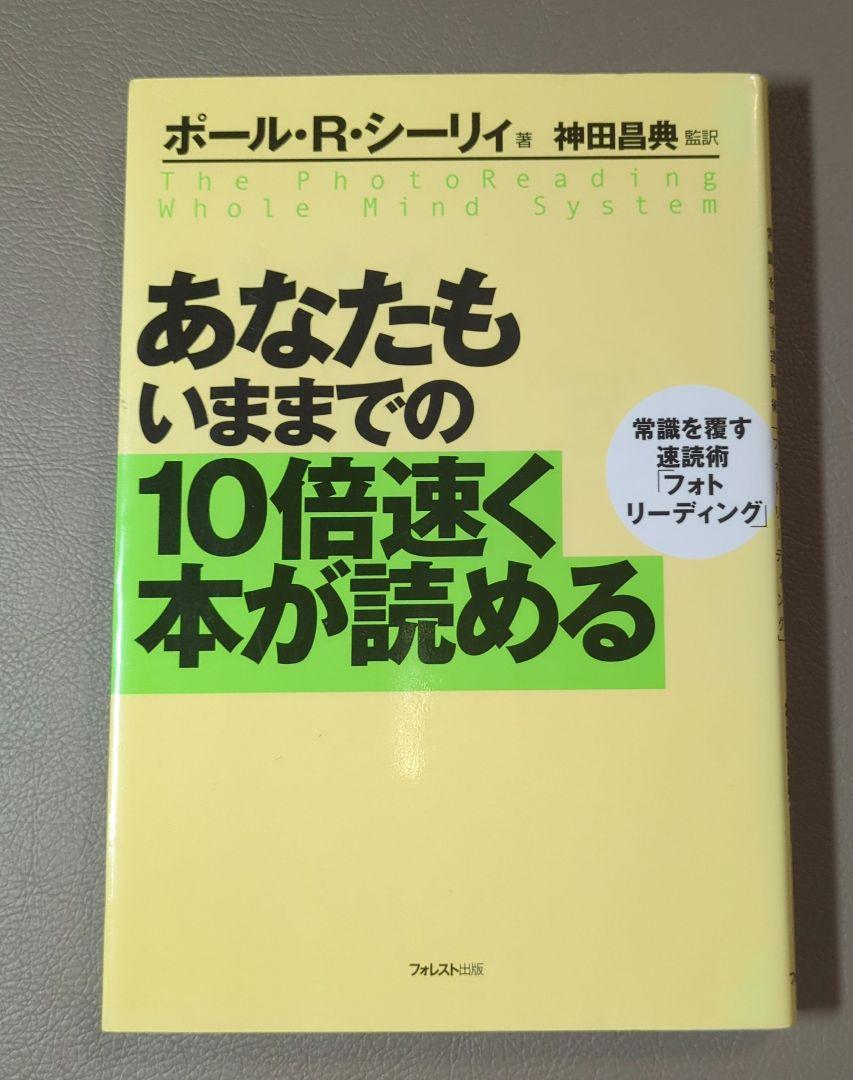 ポール・R・シーリィ 著 神田昌典 監訳
The PhotoReading
Whole Mind System
あなたも
いままでの
10倍速く
本が読める
常識を覆す
速読術
「フォト
リーディング」
フォレスト出版